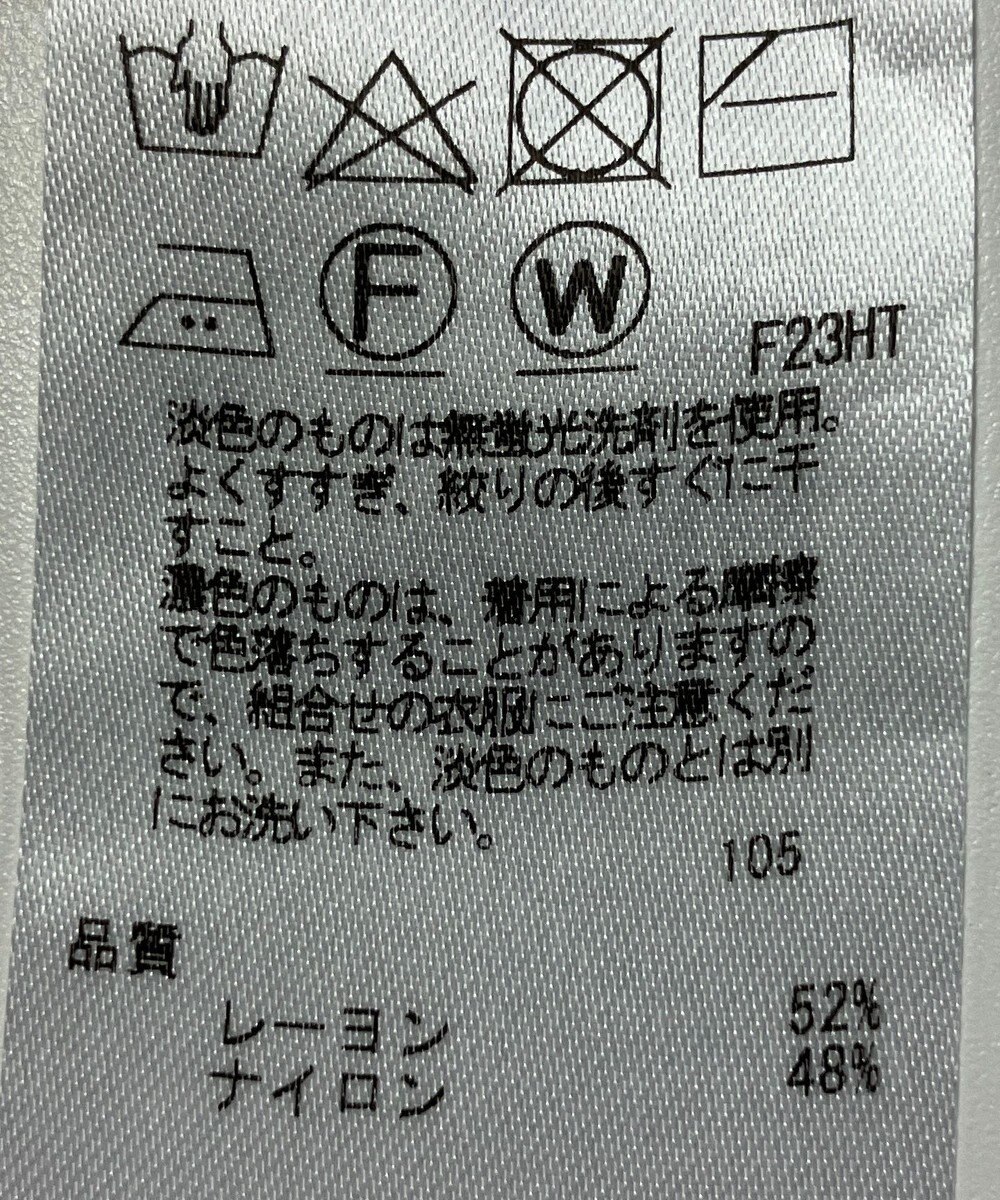 F W F23HT
淡色のものは無蛍光洗剤を使用。
よくすすぎ、絞りの後すぐに干
すこと。
濃色のものは、着用による摩擦
で色落ちすることがありますの
で、組合せの衣服にご注意くだ
さい。また、淡色のものとは別
にお洗い下さい。
105
品質
レーヨン 52%
ナイロン 48%